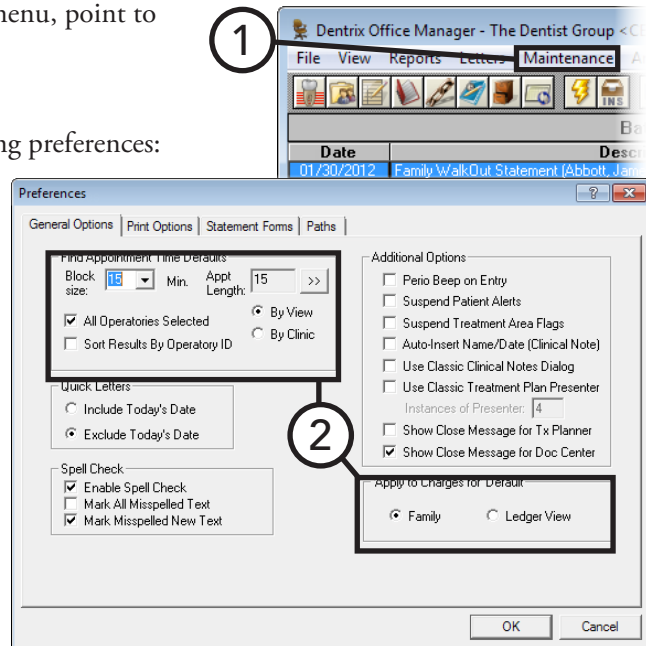 menu, point to
1
ng preferences:
Dentrix Office Manager - The Dentist Group <C
File View Reports Letters Maintenance
INS
Ba
Date Descr
01/30/2012 Family WalkOut Statement (Abbott, Jam
Preferences
General Options Print Options Statement Forms Paths
Find Appointment Time Defaults
Block size: 15 Min. Appt Length: 15 >>
All Operatories Selected
Sort Results By Operatory ID
By View
By Clinic
Quick Letters
Include Today's Date
Exclude Today's Date
Spell Check
Enable Spell Check
Mark All Misspelled Text
Mark Misspelled New Text
2
Additional Options
Perio Beep on Entry
Suspend Patient Alerts
Suspend Treatment Area Flags
Auto-Insert Name/Date (Clinical Note)
Use Classic Clinical Notes Dialog
Use Classic Treatment Plan Presenter
Instances of Presenter: 4
Show Close Message for Tx Planner
Show Close Message for Doc Center
Apply to Charges for Default
Family Ledger View
OK Cancel